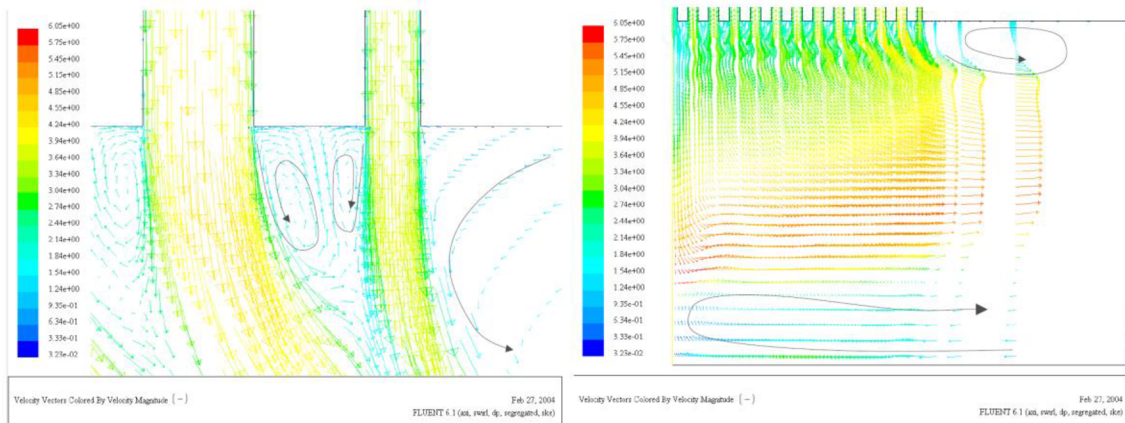 6.05e+00
5.75e+00
5.45e+00
5.15e+00
4.85e+00
4.55e+00
4.24e+00
3.94e+00
3.64e+00
3.34e+00
3.04e+00
2.74e+00
2.44e+00
2.14e+00
1.84e+00
1.54e+00
1.24e+00
9.35e-01
6.34e-01
3.33e-01
3.23e-02
Velocity Vectors Colored By Velocity Magnitude (-)
Feb 27, 2004
FLUENT 6.1 (axi, swirl, dp, segregated, ske)
6.05e+00
5.75e+00
5.45e+00
5.15e+00
4.85e+00
4.55e+00
4.24e+00
3.94e+00
3.64e+00
3.34e+00
3.04e+00
2.74e+00
2.44e+00
2.14e+00
1.84e+00
1.54e+00
1.24e+00
9.35e-01
6.34e-01
3.33e-01
3.23e-02
Velocity Vectors Colored By Velocity Magnitude (-)
Feb 27, 2004
FLUENT 6.1 (axi, swirl, dp, segregated, ske)